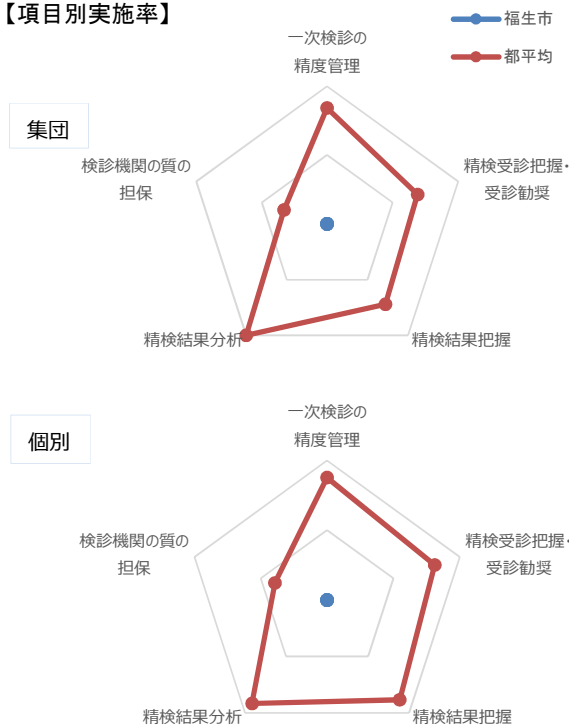 【項目別実施率】
福生市
都平均
集団
一次検診の
精度管理
精検受診把握・
受診勧奨
精検結果把握
精検結果分析
検診機関の質の
担保
個別
一次検診の
精度管理
精検受診把握・
受診勧奨
精検結果把握
精検結果分析
検診機関の質の
担保